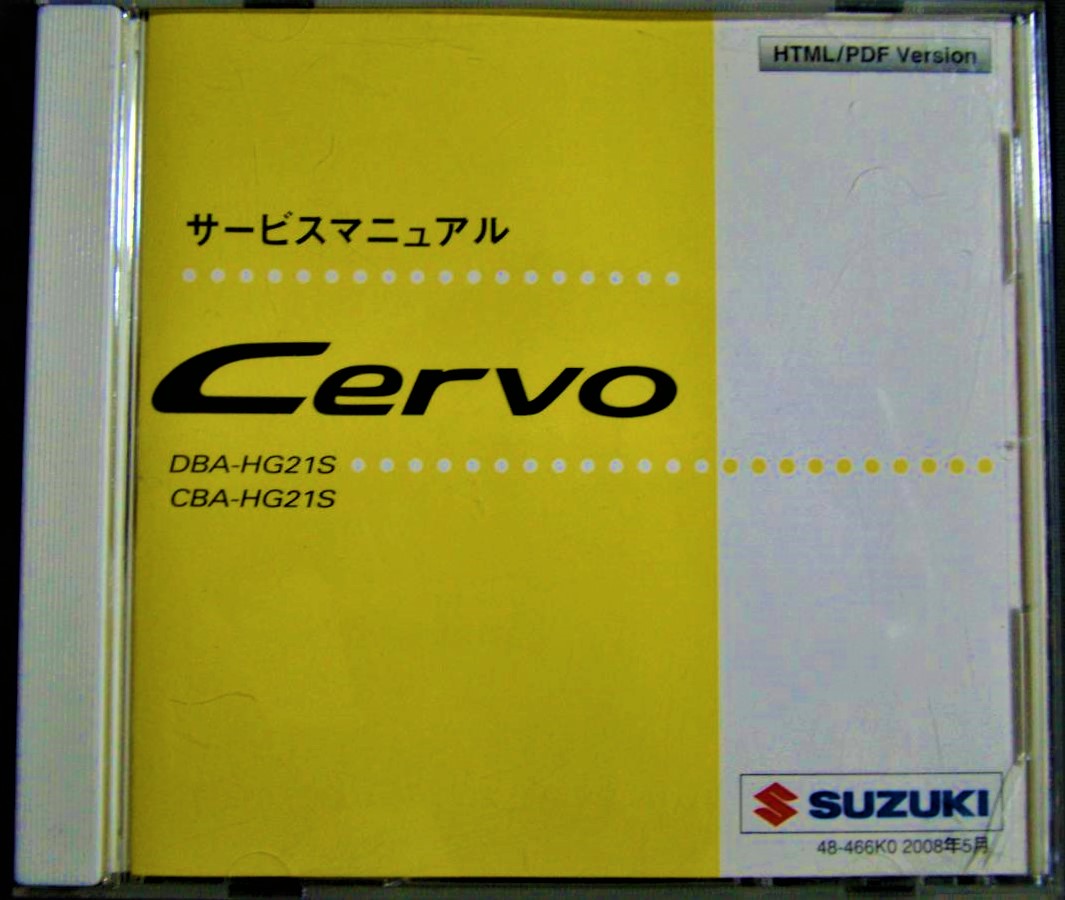 HTML/PDF Version
サービスマニュアル
Cervo
DBA-HG21S
CBA-HG21S
SUZUKI
48-466K0 2008年5月